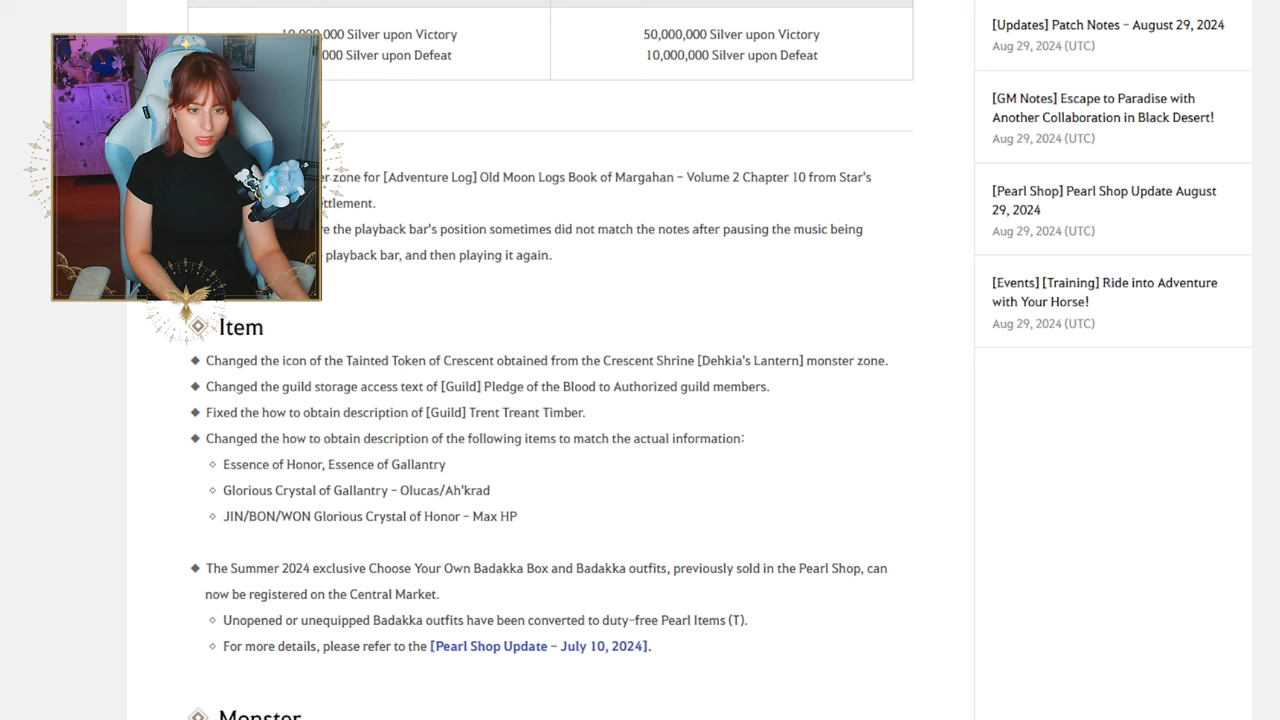 000 Silver upon Victory
50,000,000 Silver upon Victory
000 Silver upon Defeat
10,000,000 Silver upon Defeat
zone for [Adventure Log] Old Moon Logs Book of Margahan – Volume 2 Chapter 10 from Star's
the playback bar's position sometimes did not match the notes after pausing the music being
playback bar, and then playing it again.
Item
◆ Changed the icon of the Tainted Token of Crescent obtained from the Crescent Shrine [Dehkia's Lantern] monster zone.
◆ Changed the guild storage access text of [Guild] Pledge of the Blood to Authorized guild members.
◆ Fixed the how to obtain description of [Guild] Trent Treant Timber.
◆ Changed the how to obtain description of the following items to match the actual information:
◇ Essence of Honor, Essence of Gallantry
◇ Glorious Crystal of Gallantry – Olucas/Ah'krad
◇ JIN/BON/WON Glorious Crystal of Honor – Max HP
◆ The Summer 2024 exclusive Choose Your Own Badakka Box and Badakka outfits, previously sold in the Pearl Shop, can
now be registered on the Central Market.
◇ Unopened or unequipped Badakka outfits have been converted to duty-free Pearl Items (T).
◇ For more details, please refer to the [Pearl Shop Update – July 10, 2024].
Monster
[Updates] Patch Notes – August 29, 2024
Aug 29, 2024 (UTC)
[GM Notes] Escape to Paradise with
Another Collaboration in Black Desert!
Aug 29, 2024 (UTC)
[Pearl Shop] Pearl Shop Update August
29, 2024
Aug 29, 2024 (UTC)
[Events] [Training] Ride into Adventure
with Your Horse!
Aug 29, 2024 (UTC)